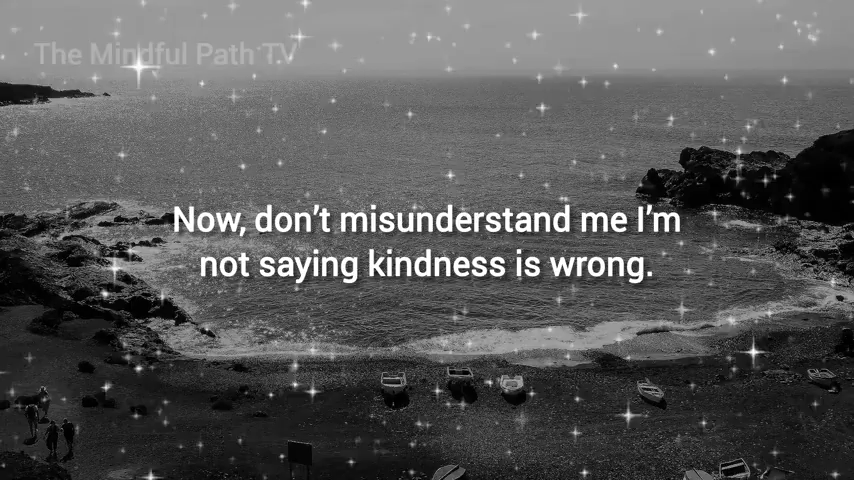 The Mindful Path TV
Now, don’t misunderstand me I’m
not saying kindness is wrong.